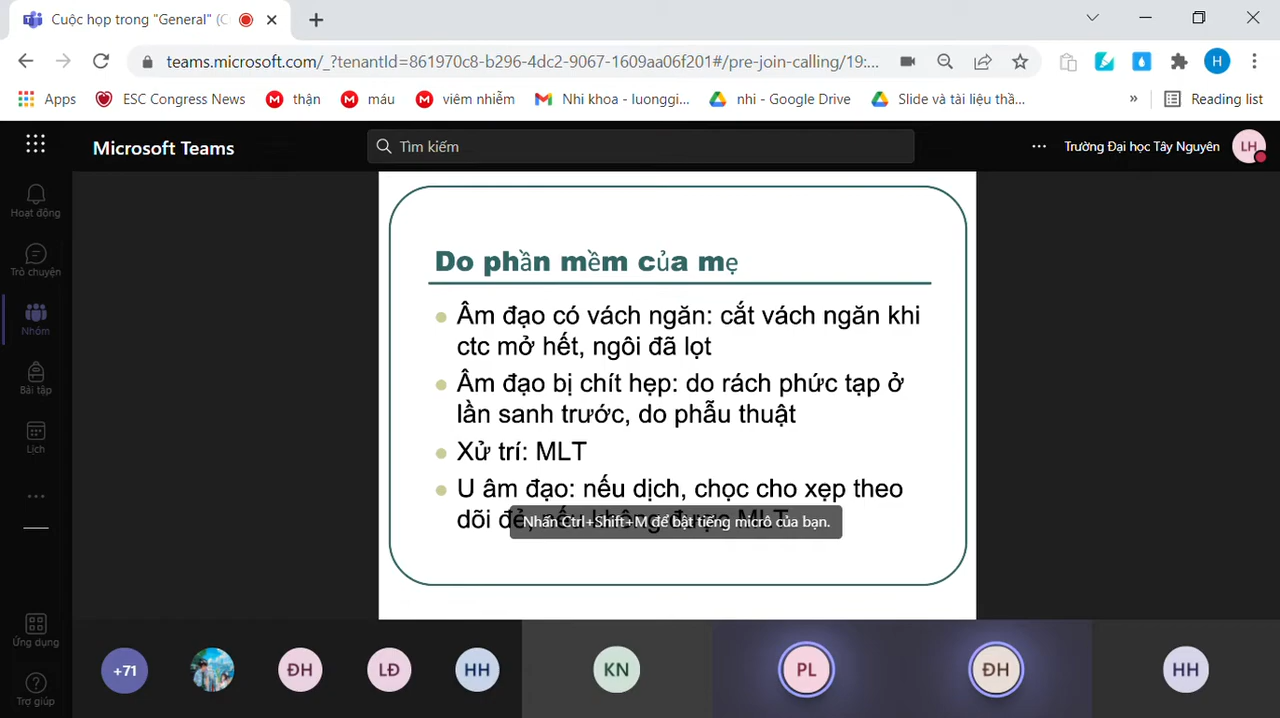 Cuộc họp trong "General" (C
teams.microsoft.com/_?tenantId=861970c8-b296-4dc2-9067-1609aa06f201#/pre-join-calling/19:...
H
Apps
ESC Congress News
M thận
M máu
M viêm nhiễm
Nhi khoa - luonggi...
nhi - Google Drive
Slide và tài liệu thầ...
»
Reading list
Microsoft Teams
Tìm kiếm
Trường Đại học Tây Nguyên
LH
Hoạt động
Trò chuyện
Nhóm
Bài tập
Lịch
Ứng dụng
Trợ giúp
Do phần mềm của mẹ
Âm đạo có vách ngăn: cắt vách ngăn khi
ctc mở hết, ngôi đã lọt
Âm đạo bị chít hẹp: do rách phức tạp ở
lần sanh trước, do phẫu thuật
Xử trí: MLT
U âm đạo: nếu dịch, chọc cho xẹp theo
dõi đẻ, nếu không được MLT
Nhấn Ctrl+Shift+M để bật tiếng micrô của bạn.
+71
ĐH
LĐ
HH
KN
PL
ĐH
HH